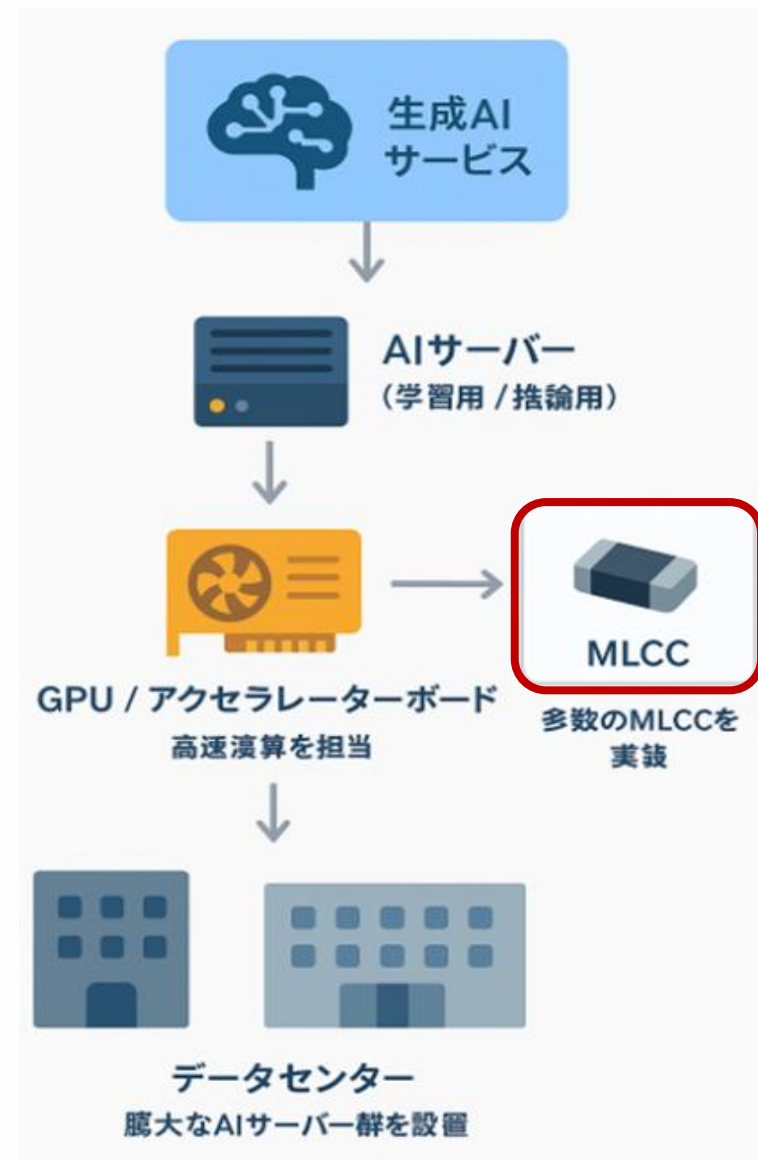 生成AI
サービス
AIサーバー
(学習用 / 推論用)
GPU / アクセラレーターボード
高速演算を担当
MLCC
多数のMLCCを
実装
データセンター
膨大なAIサーバー群を設置